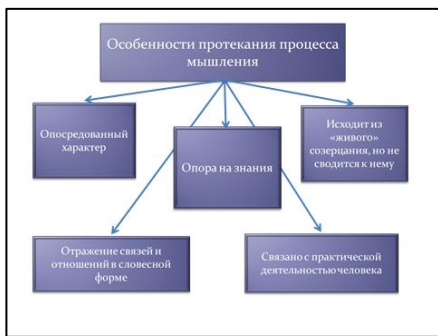 Особенности протекания процесса
мышления
Опосредованный
характер
Опора на знания
Исходит из
«живого»
созерцания, но не
сводится к нему
Отражение связей и
отношений в словесной
форме
Связано с практической
деятельностью человека